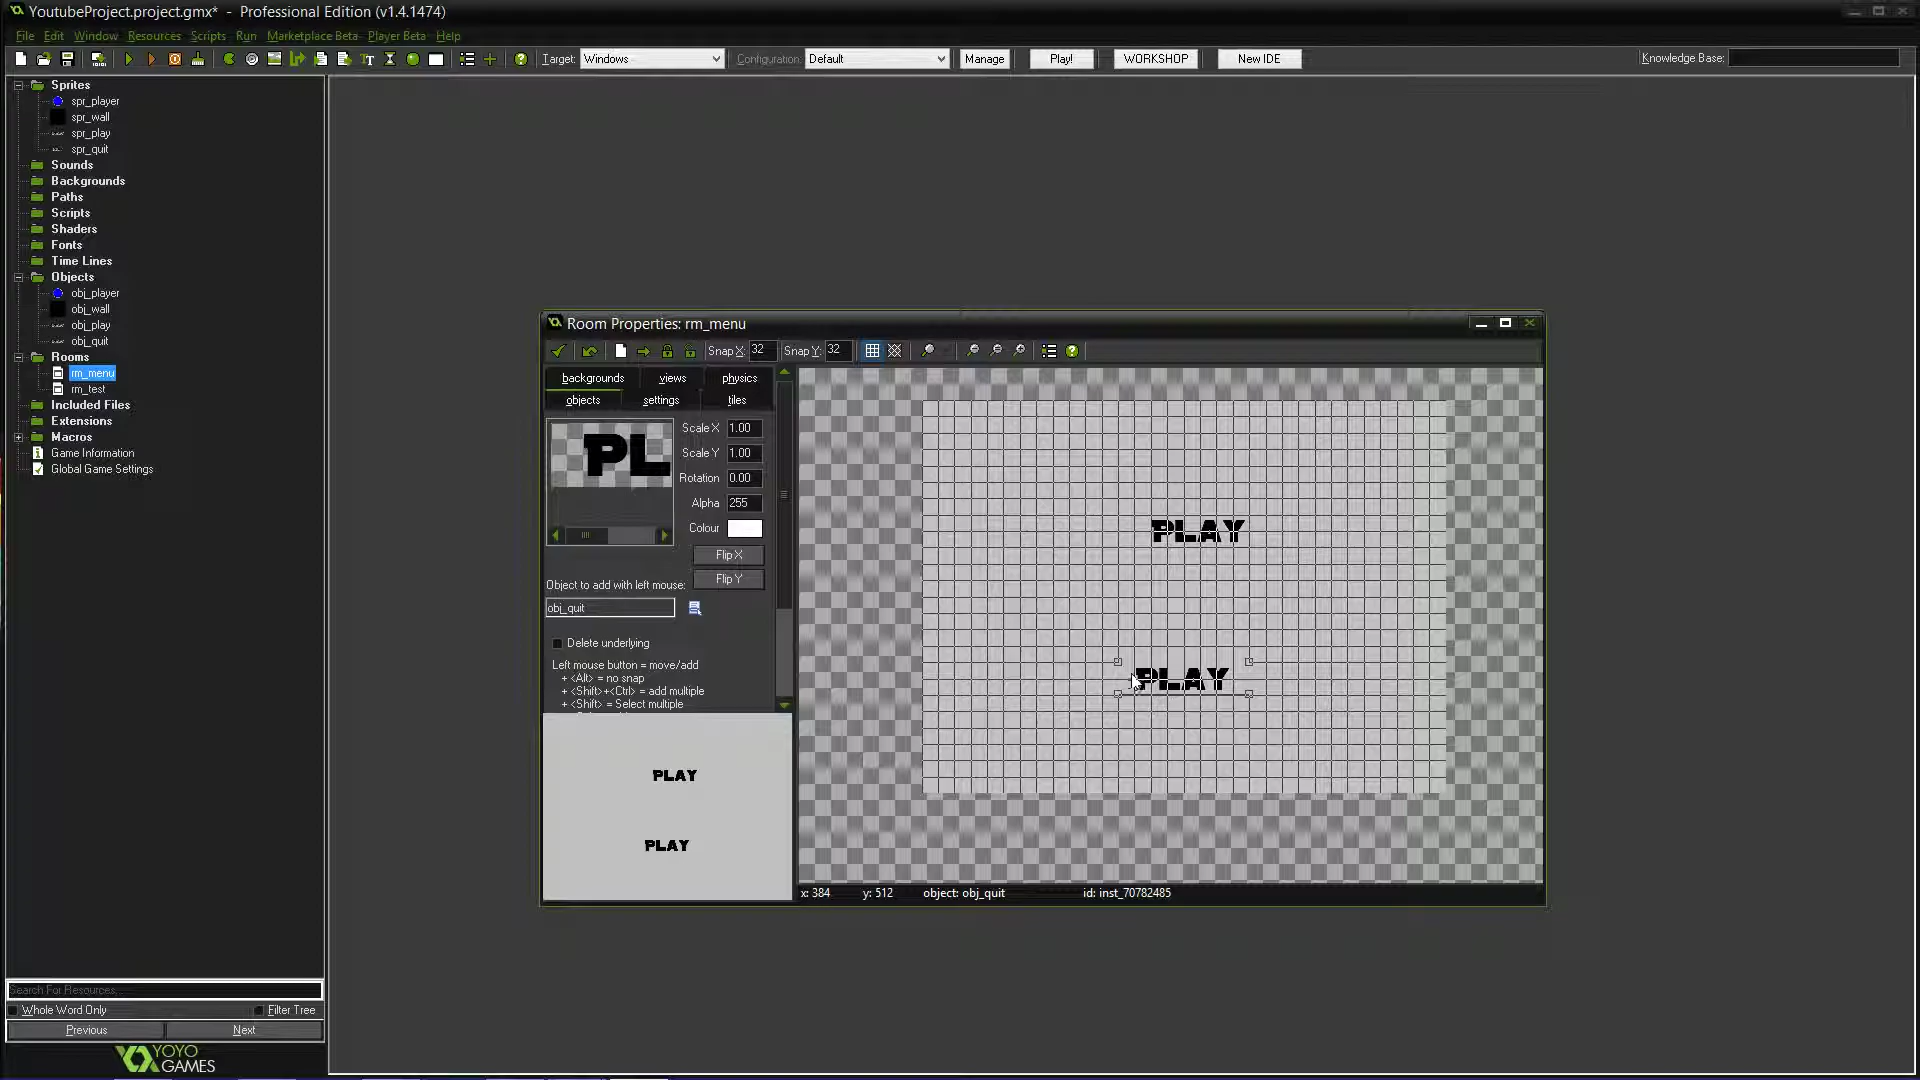 YoutubeProject.project.gmx* - Professional Edition (v1.4.1474)
File Edit Window Resources Scripts Run Marketplace Beta Player Beta Help
Target: Windows Configuration: Default Manage Play! WORKSHOP New IDE Knowledge Base:
Sprites
spr_player
spr_wall
spr_play
spr_quit
Sounds
Backgrounds
Paths
Scripts
Shaders
Fonts
Time Lines
Objects
obj_player
obj_wall
obj_play
obj_quit
Rooms
rm_menu
rm_test
Included Files
Extensions
Macros
Game Information
Global Game Settings
Search For Resources...
Whole Word Only Filter Tree
Previous Next
YOYO
GAMES
Room Properties: rm_menu
Snap X: 32 Snap Y: 32
backgrounds views physics
objects settings tiles
PL
Scale X 1.00
Scale Y 1.00
Rotation 0.00
Alpha 255
Colour
Flip X
Flip Y
Object to add with left mouse:
obj_quit
Delete underlying
Left mouse button = move/add
+ <Alt> = no snap
+ <Shift>+<Ctrl> = add multiple
+ <Shift> = Select multiple
PLAY
PLAY
PLAY
PLAY
x: 384 y: 512 object: obj_quit id: inst_70782485